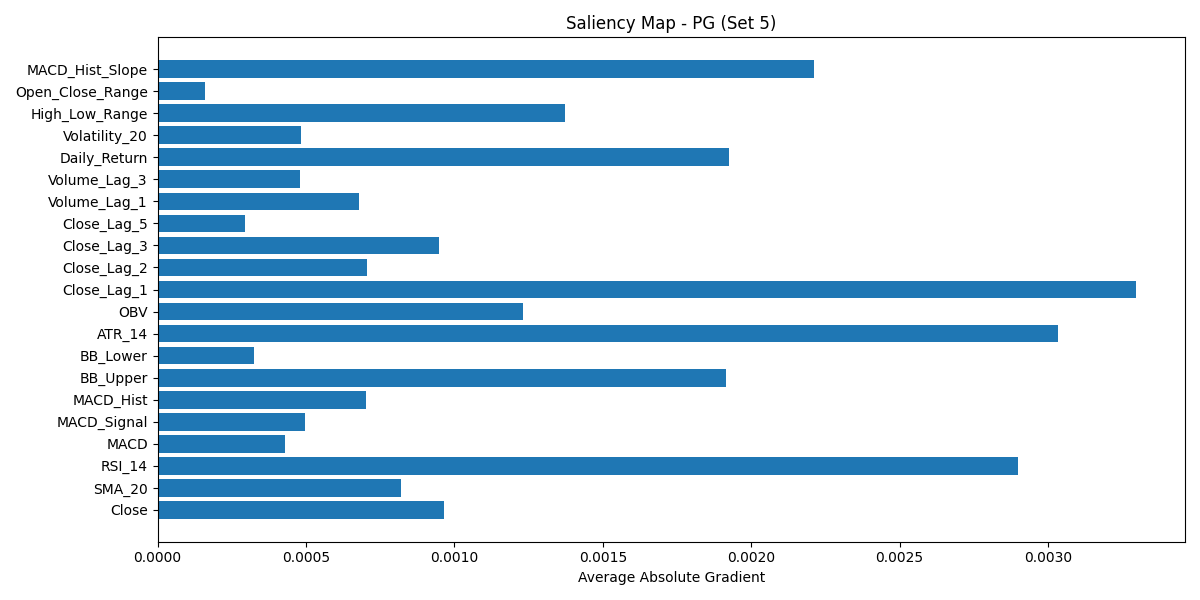 Saliency Map - PG (Set 5)
MACD_Hist_Slope
Open_Close_Range
High_Low_Range
Volatility_20
Daily_Return
Volume_Lag_3
Volume_Lag_1
Close_Lag_5
Close_Lag_3
Close_Lag_2
Close_Lag_1
OBV
ATR_14
BB_Lower
BB_Upper
MACD_Hist
MACD_Signal
MACD
RSI_14
SMA_20
Close
0.0000 0.0005 0.0010 0.0015 0.0020 0.0025 0.0030
Average Absolute Gradient